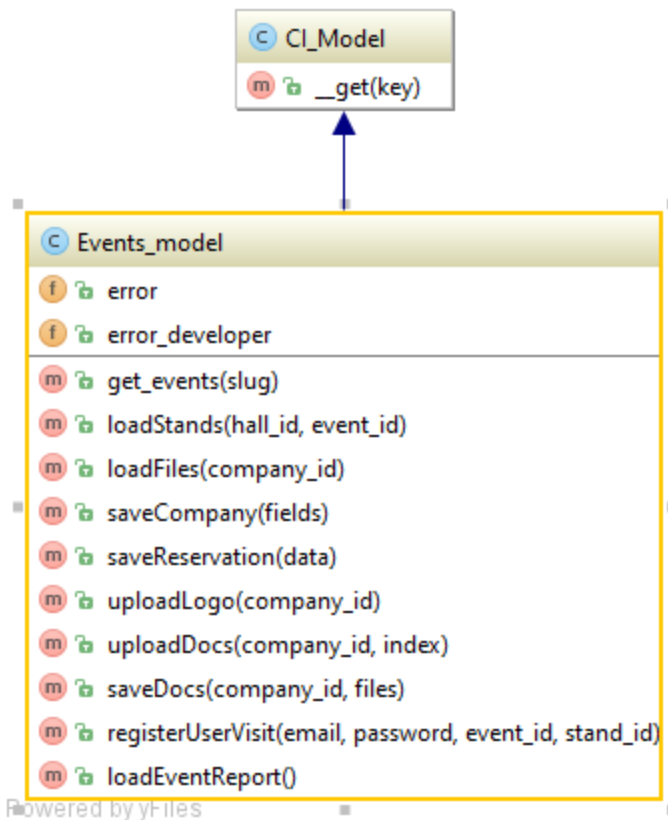 C CI_Model
m __get(key)
C Events_model
f error
f error_developer
m get_events(slug)
m loadStands(hall_id, event_id)
m loadFiles(company_id)
m saveCompany(fields)
m saveReservation(data)
m uploadLogo(company_id)
m uploadDocs(company_id, index)
m saveDocs(company_id, files)
m registerUserVisit(email, password, event_id, stand_id)
m loadEventReport()
Powered by yFiles